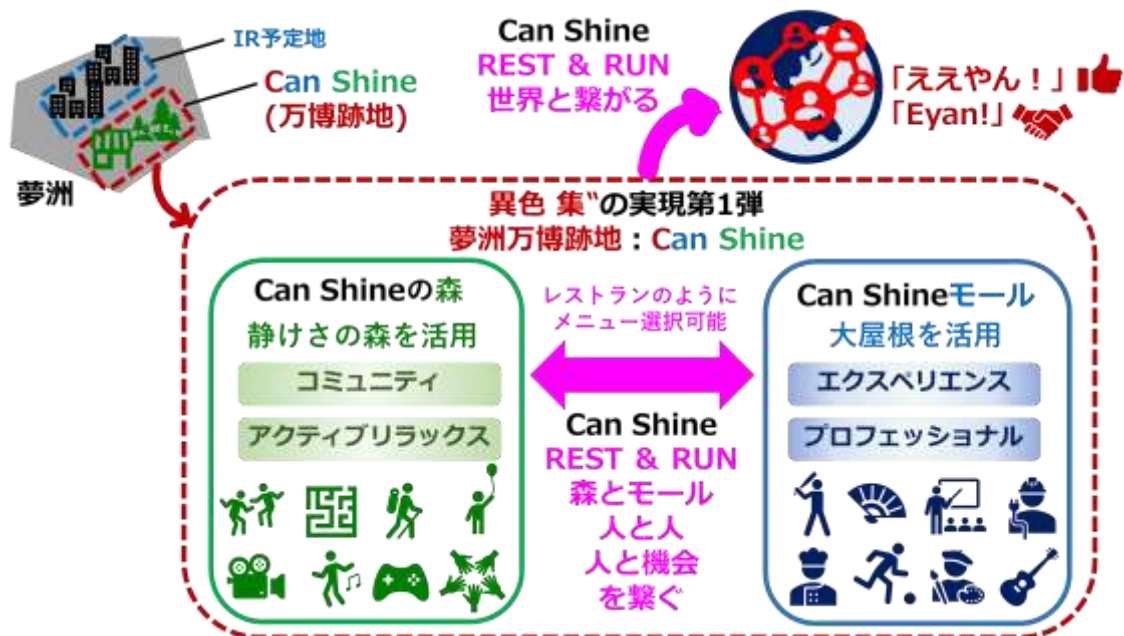 IR予定地
Can Shine
(万博跡地)
夢洲
Can Shine
REST & RUN
世界と繋がる
「ええやん！」
「Eyan!」
異色 集〝の実現第1弾
夢洲万博跡地：Can Shine
Can Shineの森
静けさの森を活用
コミュニティ
アクティブリラックス
レストランのように
メニュー選択可能
Can Shine
REST & RUN
森とモール
人と人
人と機会
を繋ぐ
Can Shineモール
大屋根を活用
エクスペリエンス
プロフェッショナル